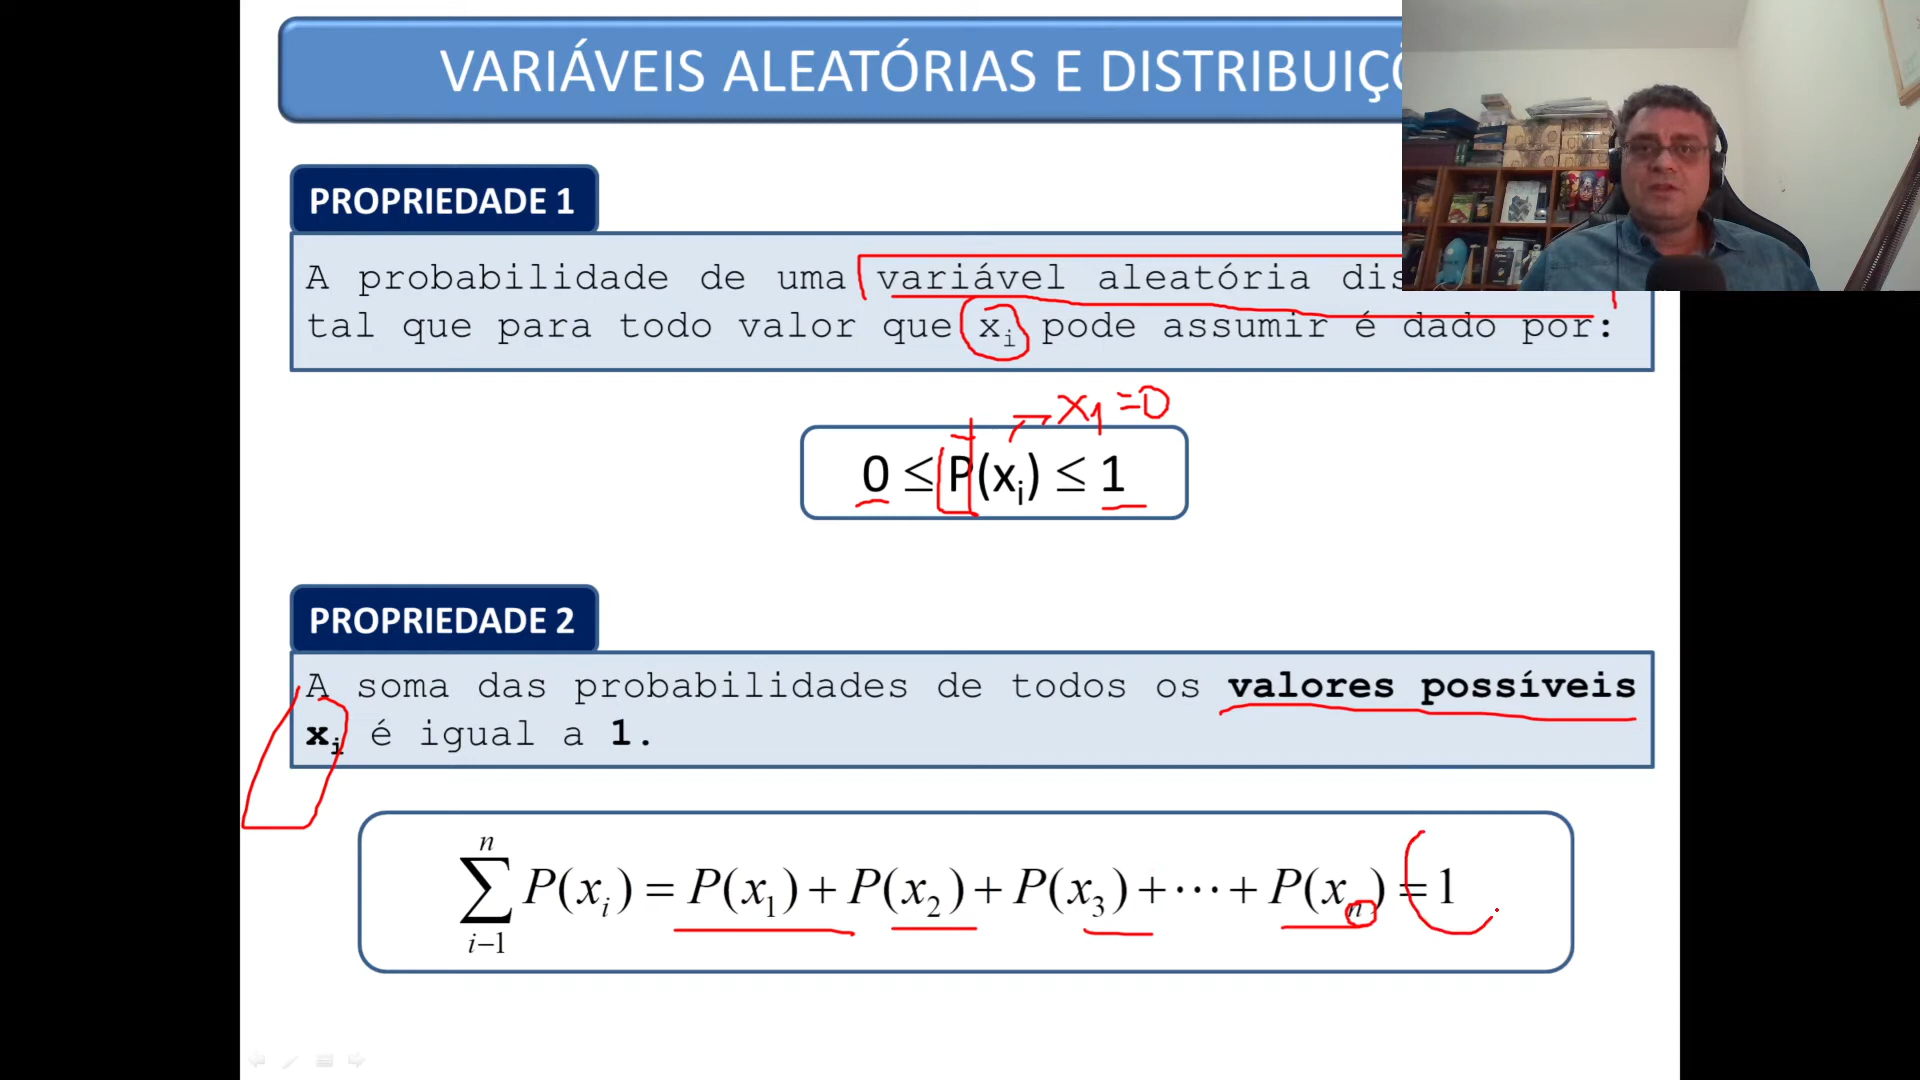 VARIÁVEIS ALEATÓRIAS E DISTRIBUIÇÕ
PROPRIEDADE 1
A probabilidade de uma variável aleatória dis
tal que para todo valor que xᵢ pode assumir é dado por:
x₁ = 0
0 ≤ P(xᵢ) ≤ 1
PROPRIEDADE 2
A soma das probabilidades de todos os valores possíveis
xᵢ é igual a 1.
n
∑ P(xᵢ) = P(x₁) + P(x₂) + P(x₃) + ⋯ + P(xₙ) = 1
i–1